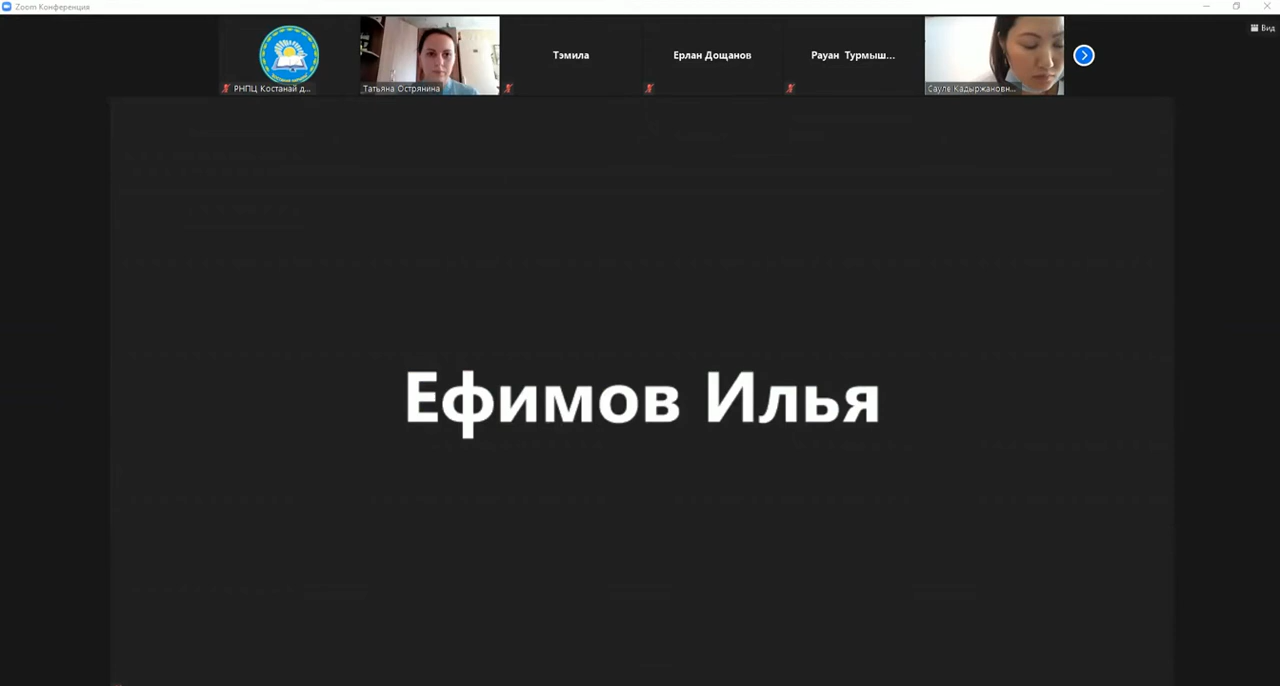 Zoom Конференция
Вид
РНПЦ Костанай д...
Татьяна Острянина
Тэмила
Ерлан Дощанов
Рауан Турмыш...
Сауле Кадыржановн...
Ефимов Илья